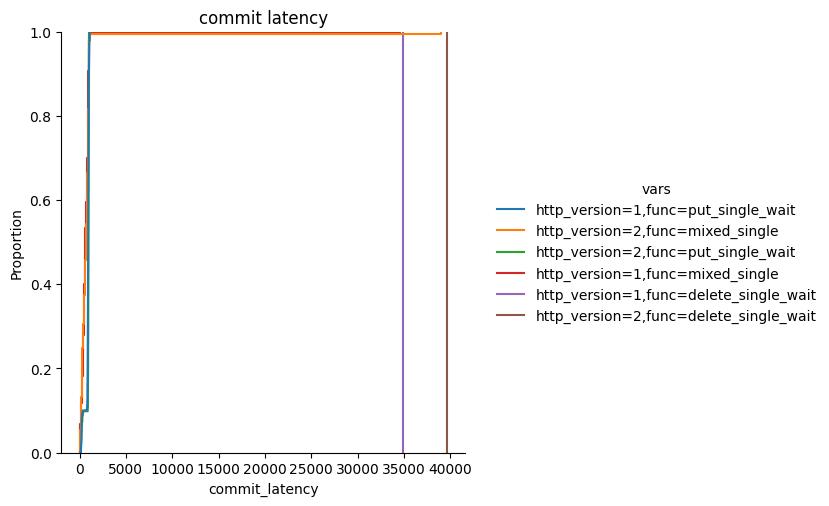 commit latency
1.0
0.8
0.6
0.4
0.2
0.0
Proportion
0 5000 10000 15000 20000 25000 30000 35000 40000
commit_latency
vars
http_version=1,func=put_single_wait
http_version=2,func=mixed_single
http_version=2,func=put_single_wait
http_version=1,func=mixed_single
http_version=1,func=delete_single_wait
http_version=2,func=delete_single_wait